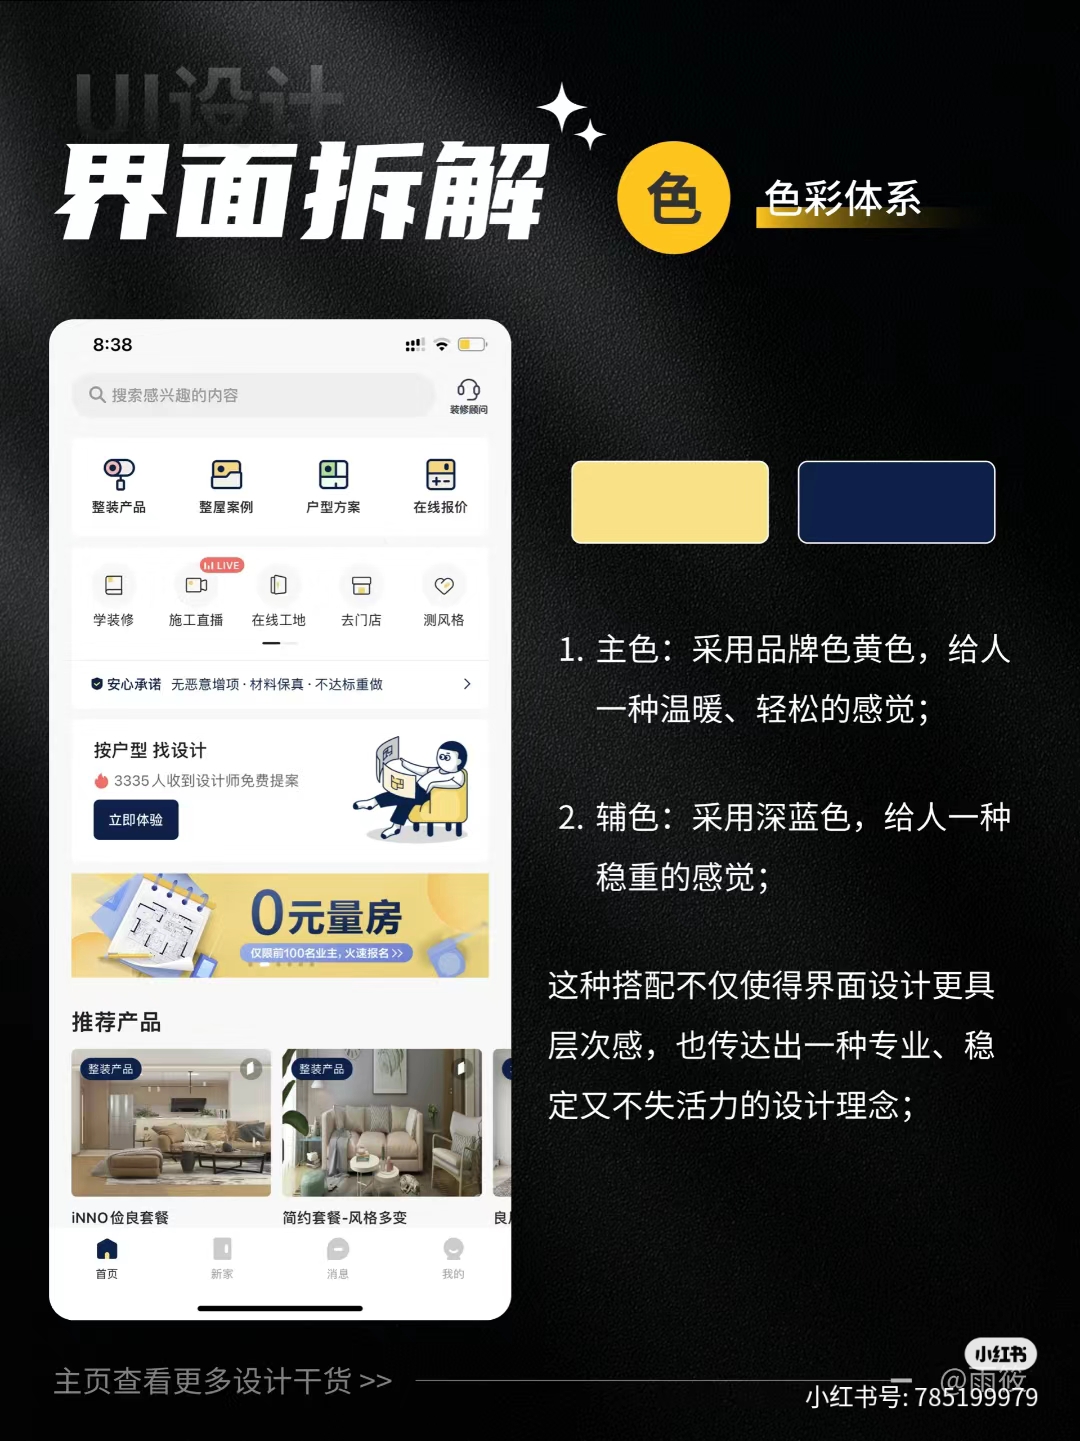 UI设计
界面拆解
色
色彩体系
8:38
搜索感兴趣的内容
装修顾问
整装产品
整屋案例
户型方案
在线报价
LIVE
学装修
施工直播
在线工地
去门店
测风格
安心承诺 无恶意增项·材料保真·不达标重做
按户型 找设计
3335人收到设计师免费提案
立即体验
0元量房
仅限前100名业主,火速报名>>
推荐产品
整装产品
整装产品
iNNO俭良套餐
简约套餐-风格多变
首页
新家
消息
我的
1. 主色:采用品牌色黄色,给人
一种温暖、轻松的感觉;
2. 辅色:采用深蓝色,给人一种
稳重的感觉;
这种搭配不仅使得界面设计更具
层次感,也传达出一种专业、稳
定又不失活力的设计理念;
主页查看更多设计干货 >>
小红书
@雨筱
小红书号: 785199979